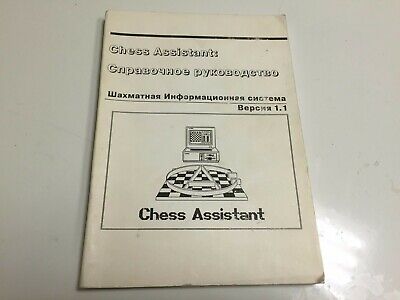 Chess Assistant:
Справочное руководство
Шахматная Информационная система
Версия 1.1
Chess Assistant